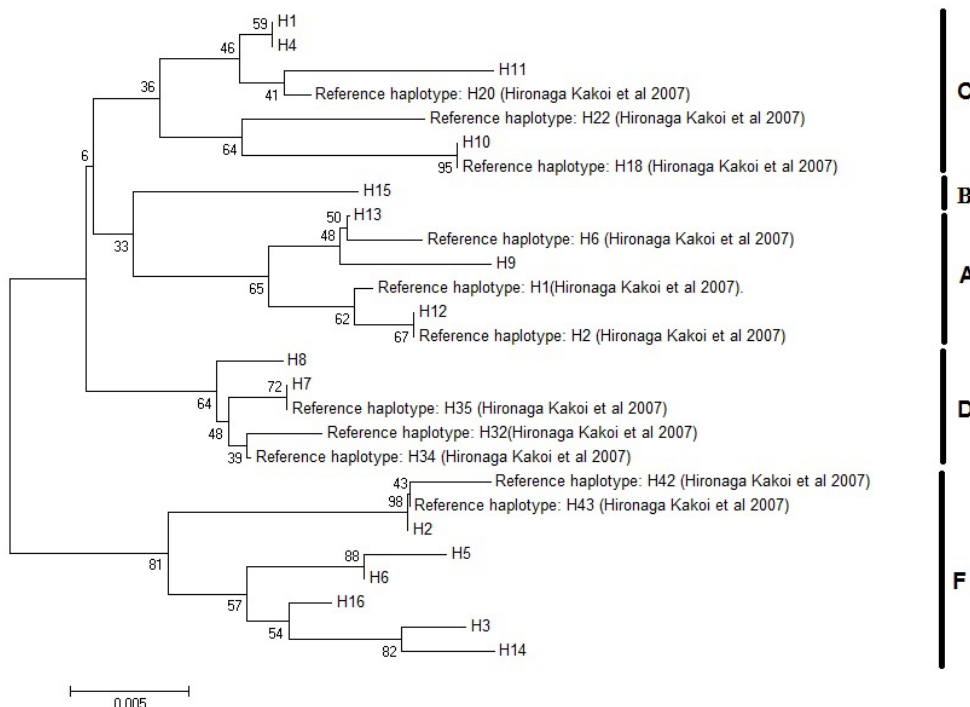 59 H1
H4
46
H11
36
41 Reference haplotype: H20 (Hironaga Kakoi et al 2007)
C
Reference haplotype: H22 (Hironaga Kakoi et al 2007)
H10
64
6
95 Reference haplotype: H18 (Hironaga Kakoi et al 2007)
H15
B
50 H13
48
Reference haplotype: H6 (Hironaga Kakoi et al 2007)
33
H9
A
65
Reference haplotype: H1(Hironaga Kakoi et al 2007).
H12
62
67 Reference haplotype: H2 (Hironaga Kakoi et al 2007)
H8
72 H7
64
Reference haplotype: H35 (Hironaga Kakoi et al 2007)
D
48
Reference haplotype: H32(Hironaga Kakoi et al 2007)
39 Reference haplotype: H34 (Hironaga Kakoi et al 2007)
43 Reference haplotype: H42 (Hironaga Kakoi et al 2007)
98 Reference haplotype: H43 (Hironaga Kakoi et al 2007)
H2
81
88 H5
H6
F
57
H16
54
H3
82 H14
0.005